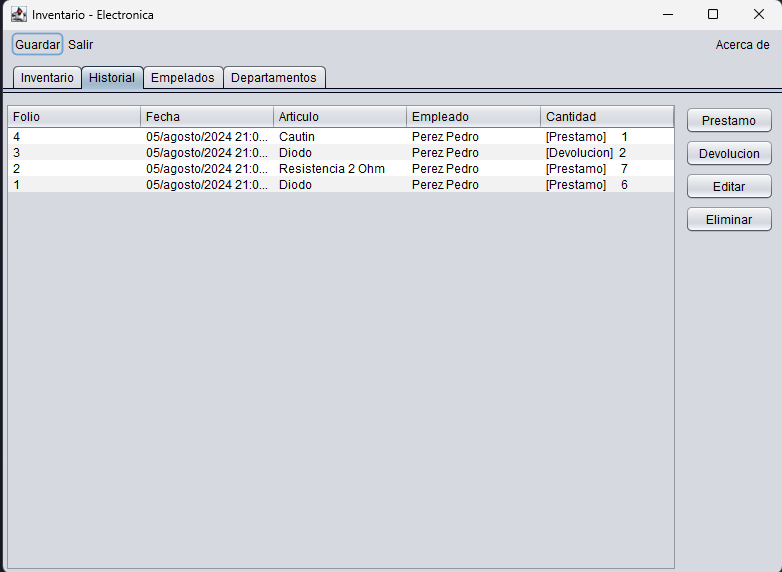 Inventario - Electronica
Guardar Salir Acerca de
Inventario Historial Empelados Departamentos
Folio Fecha Articulo Empleado Cantidad
4 05/agosto/2024 21:0... Cautin Perez Pedro [Prestamo] 1
3 05/agosto/2024 21:0... Diodo Perez Pedro [Devolucion] 2
2 05/agosto/2024 21:0... Resistencia 2 Ohm Perez Pedro [Prestamo] 7
1 05/agosto/2024 21:0... Diodo Perez Pedro [Prestamo] 6
Prestamo
Devolucion
Editar
Eliminar